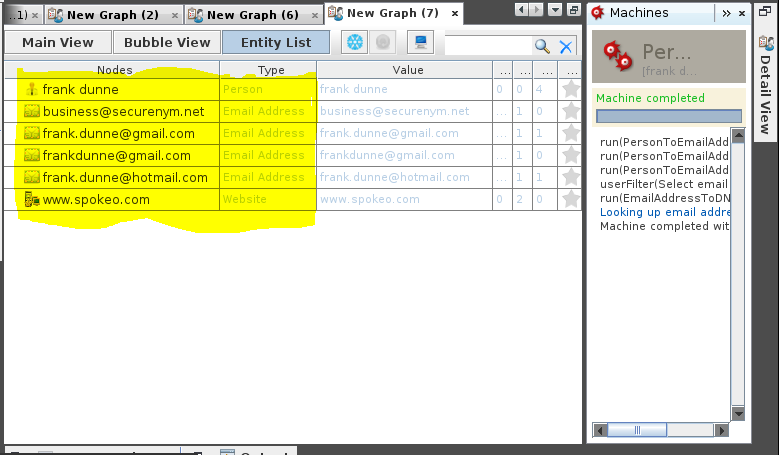 ..1) New Graph (2) New Graph (6) New Graph (7)
Main View Bubble View Entity List
Nodes Type Value ... ... ... ...
frank dunne Person frank dunne 0 0 4
business@securenym.net Email Address business@securenym.net ... 1 0
frank.dunne@gmail.com Email Address frank.dunne@gmail.com ... 1 1
frankdunne@gmail.com Email Address frankdunne@gmail.com ... 1 0
frank.dunne@hotmail.com Email Address frank.dunne@hotmail.com ... 1 1
www.spokeo.com Website www.spokeo.com 0 2 0
Machines
Per...
[frank d...
Machine completed
run(PersonToEmailAdd
run(PersonToEmailAdd
run(PersonToEmailAdd
userFilter(Select email
run(EmailAddressToDN
Looking up email addre
Machine completed wit
Detail View